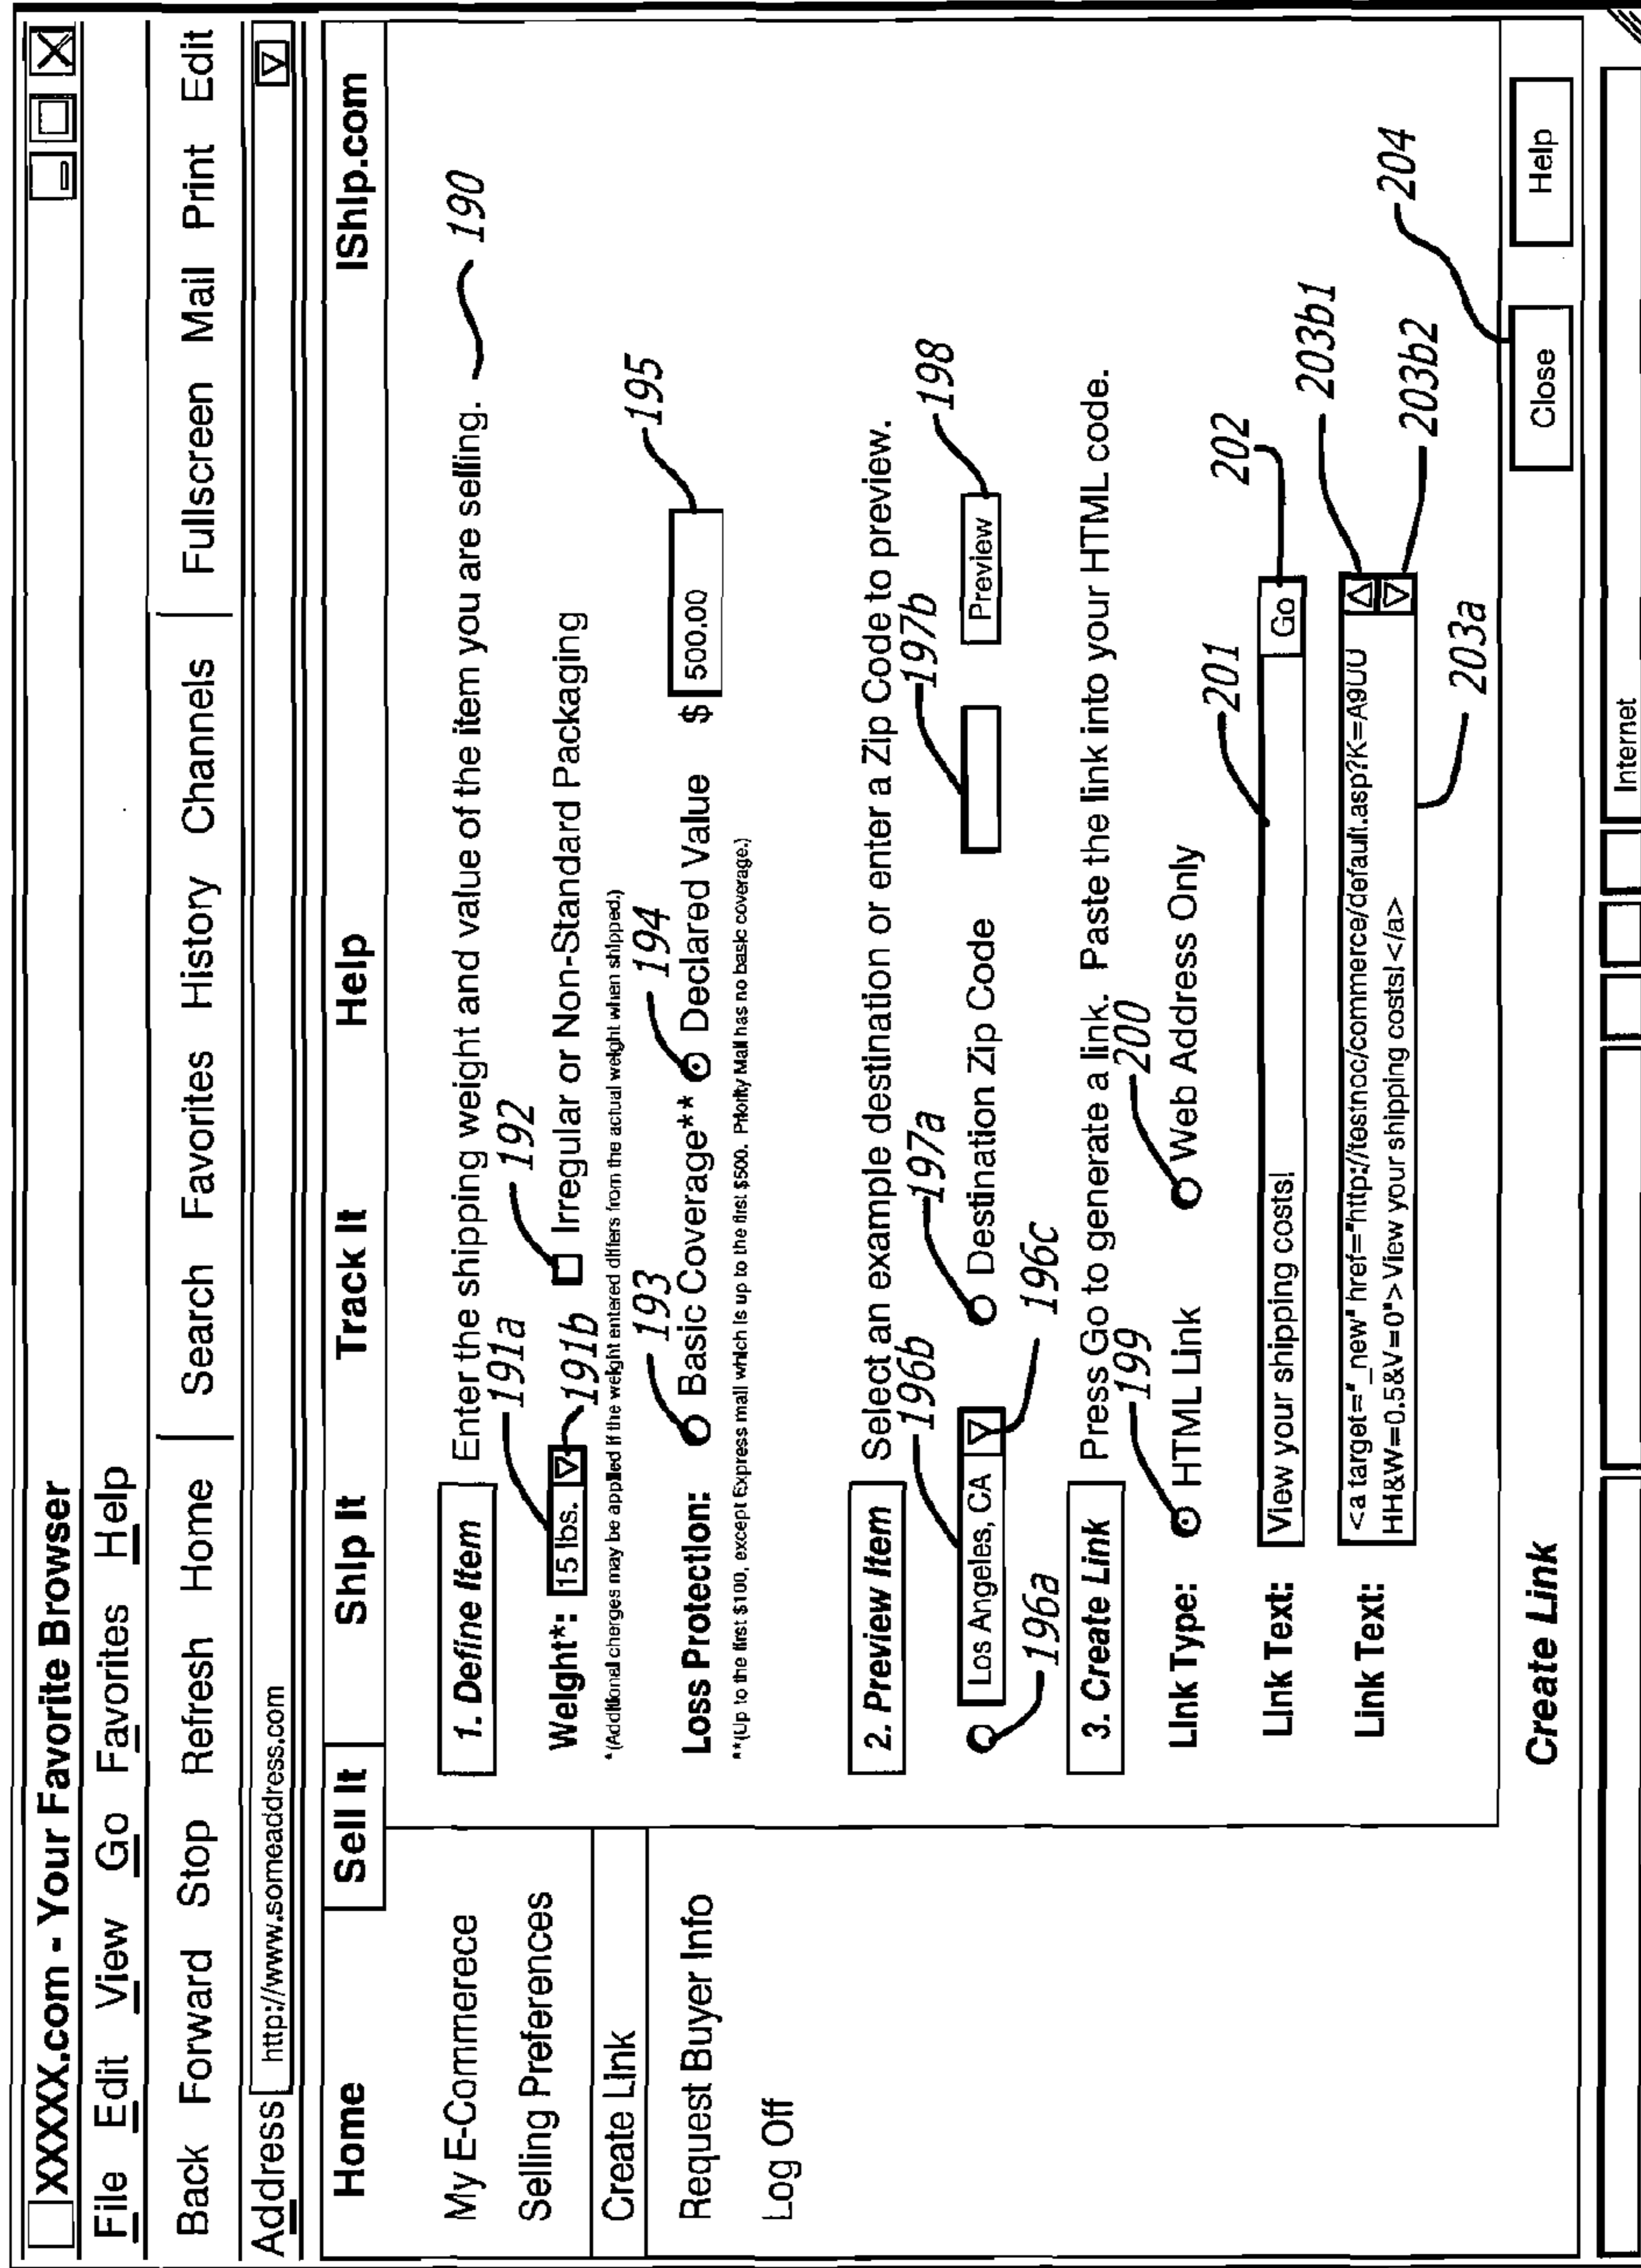 XXXXX.com - Your Favorite Browser
File Edit View Go Favorites Help
Back Forward Stop Refresh Home Search Favorites History Channels Fullscreen Mail Print Edit
Address http://www.someaddress.com
Home Sell It Ship It Track It Help IShip.com
My E-Commerece
Selling Preferences
Create Link
Request Buyer Info
Log Off
1. Define Item Enter the shipping weight and value of the item you are selling. 190
191a 192
Weight*: 15 lbs. 191b Irregular or Non-Standard Packaging
*(Additional charges may be applied if the weight entered differs from the actual weight when shipped.)
193 194 195
Loss Protection: Basic Coverage** Declared Value $ 500.00
**(Up to the first $100, except Express mail which is up to the first $500. Priority Mail has no basic coverage.)
2. Preview Item Select an example destination or enter a Zip Code to preview.
196b 197a 197b 198
Los Angeles, CA Destination Zip Code Preview
196a 196c
3. Create Link Press Go to generate a link. Paste the link into your HTML code.
199 200
Link Type: HTML Link Web Address Only
201 202
Link Text: View your shipping costs! Go
203b1
Link Text: <a target="_new" href="http://testnoc/commerce/default.asp?K=A9UU
HH&W=0.5&V=0">View your shipping costs!</a>
203b2
203a 204
Create Link Close Help
Internet